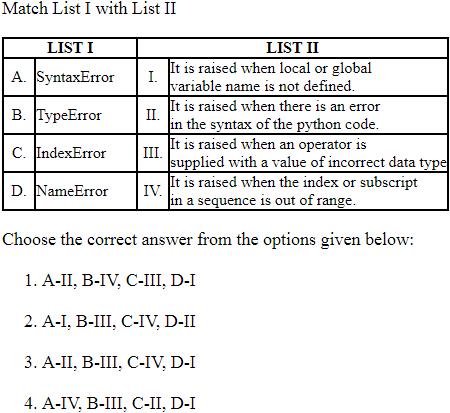 Match List I with List II
LIST I LIST II
A. SyntaxError I. It is raised when local or global
variable name is not defined.
B. TypeError II. It is raised when there is an error
in the syntax of the python code.
C. IndexError III. It is raised when an operator is
supplied with a value of incorrect data type
D. NameError IV. It is raised when the index or subscript
in a sequence is out of range.
Choose the correct answer from the options given below:
1. A-II, B-IV, C-III, D-I
2. A-I, B-III, C-IV, D-II
3. A-II, B-III, C-IV, D-I
4. A-IV, B-III, C-II, D-I